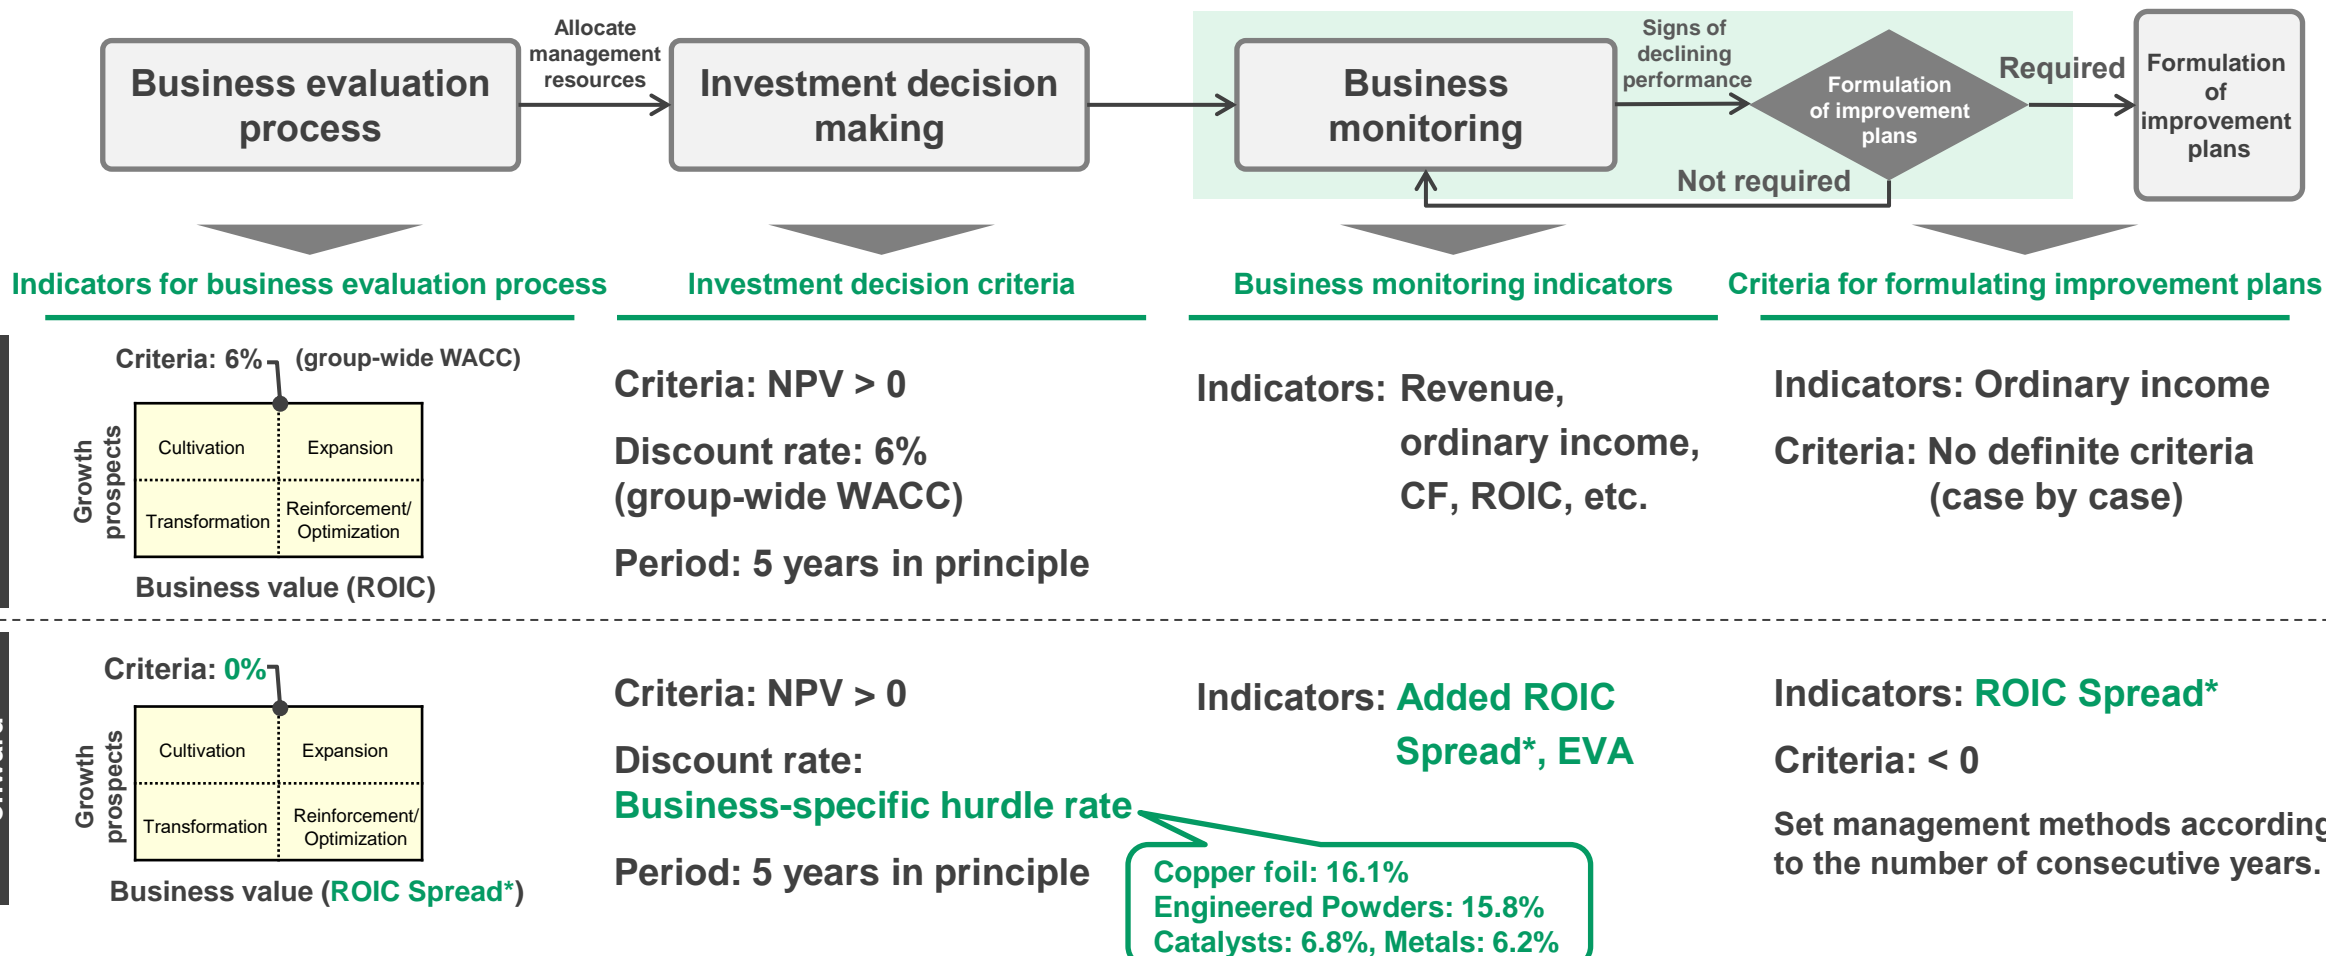 Allocate
management
resources
Business evaluation
process
Investment decision
making
Business
monitoring
Signs of
declining
performance
Formulation
of improvement
plans
Required
Not required
Formulation
of
improvement
plans
Indicators for business evaluation process
Investment decision criteria
Business monitoring indicators
Criteria for formulating improvement plans
Criteria: 6% (group-wide WACC)
Growth
prospects
Cultivation
Expansion
Transformation
Reinforcement/
Optimization
Business value (ROIC)
Criteria: NPV > 0
Discount rate: 6%
(group-wide WACC)
Period: 5 years in principle
Indicators: Revenue,
ordinary income,
CF, ROIC, etc.
Indicators: Ordinary income
Criteria: No definite criteria
(case by case)
Criteria: 0%
Growth
prospects
Cultivation
Expansion
Transformation
Reinforcement/
Optimization
Business value (ROIC Spread*)
Criteria: NPV > 0
Discount rate:
Business-specific hurdle rate
Period: 5 years in principle
Copper foil: 16.1%
Engineered Powders: 15.8%
Catalysts: 6.8%, Metals: 6.2%
Indicators: Added ROIC
Spread*, EVA
Indicators: ROIC Spread*
Criteria: < 0
Set management methods according
to the number of consecutive years.